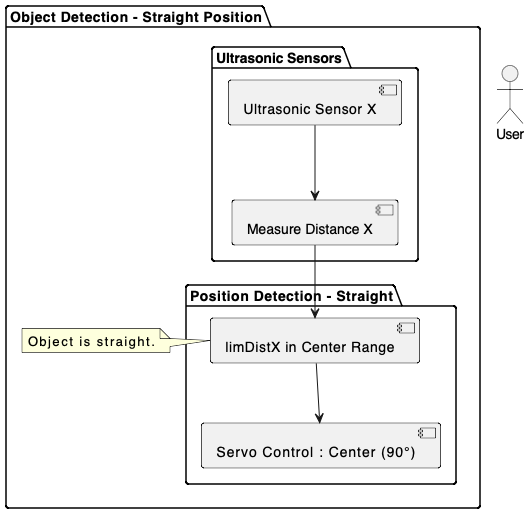 Object Detection - Straight Position
Ultrasonic Sensors
Ultrasonic Sensor X
User
Measure Distance X
Position Detection - Straight
Object is straight.
limDistX in Center Range
Servo Control : Center (90°)